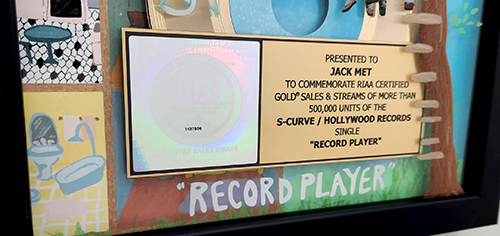 PRESENTED TO
JACK MET
TO COMMEMORATE RIAA CERTIFIED
GOLD® SALES & STREAMS OF MORE THAN
500,000 UNITS OF THE
S-CURVE / HOLLYWOOD RECORDS
SINGLE
"RECORD PLAYER"
"RECORD PLAYER"